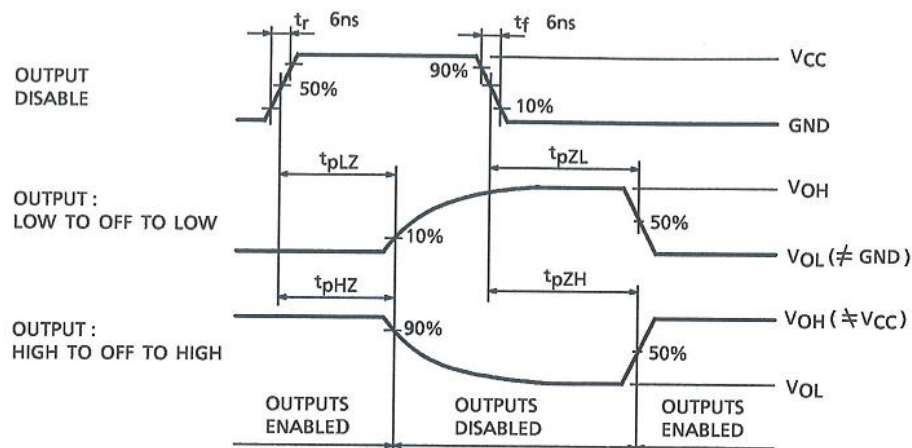 tr 6ns
tf 6ns
OUTPUT
DISABLE
50%
90%
10%
VCC
GND
tpLZ
tpZL
OUTPUT :
LOW TO OFF TO LOW
10%
50%
VOH
VOL (≠ GND)
tpHZ
tpZH
OUTPUT :
HIGH TO OFF TO HIGH
90%
50%
VOH (≒VCC)
VOL
OUTPUTS
ENABLED
OUTPUTS
DISABLED
OUTPUTS
ENABLED